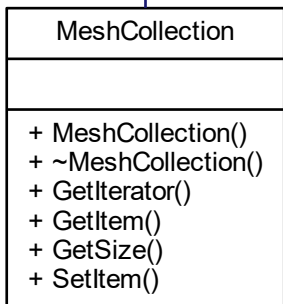 MeshCollection
+ MeshCollection()
+ ~MeshCollection()
+ GetIterator()
+ GetItem()
+ GetSize()
+ SetItem()